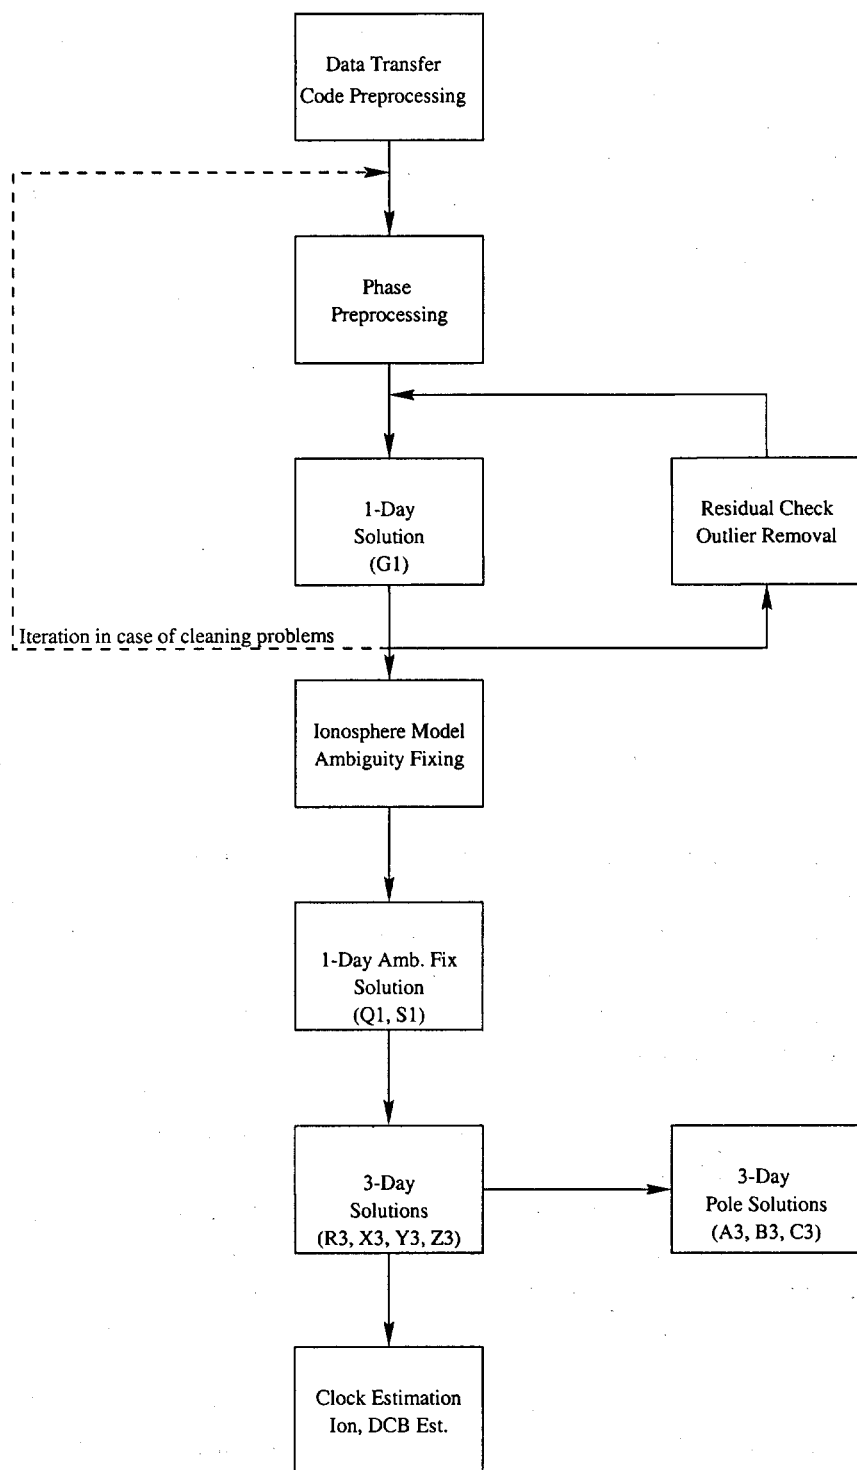 Data Transfer
Code Preprocessing
Phase
Preprocessing
1-Day
Solution
(G1)
Residual Check
Outlier Removal
Iteration in case of cleaning problems
Ionosphere Model
Ambiguity Fixing
1-Day Amb. Fix
Solution
(Q1, S1)
3-Day
Solutions
(R3, X3, Y3, Z3)
3-Day
Pole Solutions
(A3, B3, C3)
Clock Estimation
Ion, DCB Est.